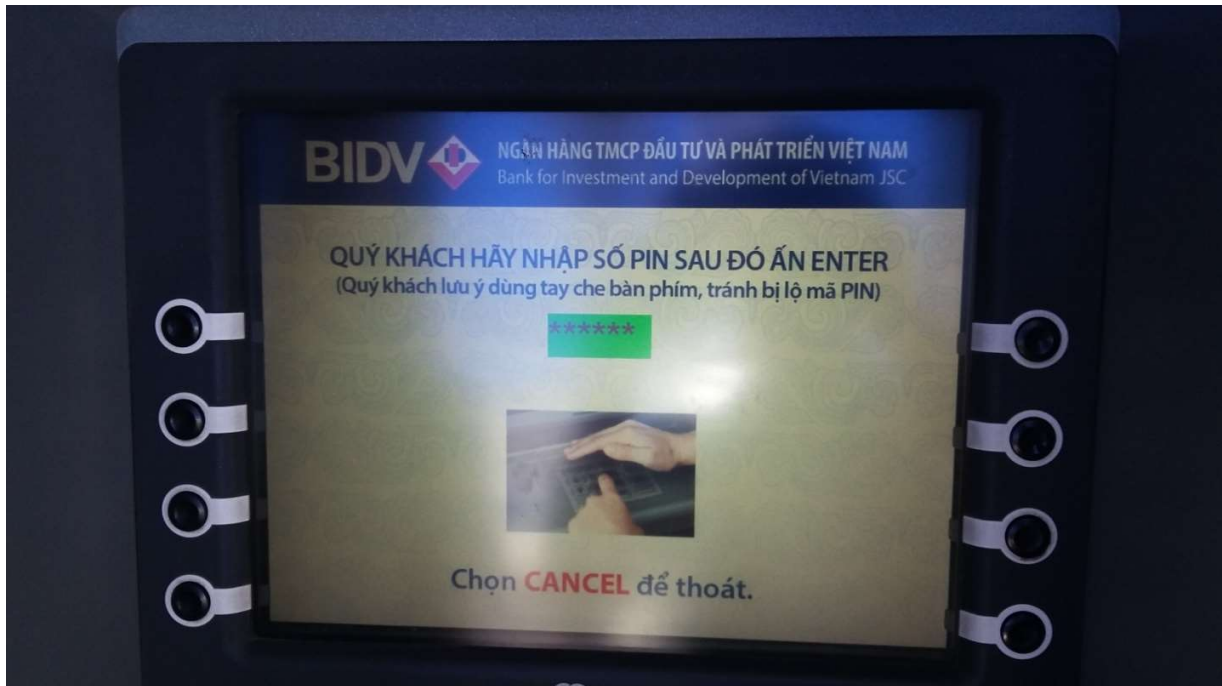 BIDV
NGÂN HÀNG TMCP ĐẦU TƯ VÀ PHÁT TRIỂN VIỆT NAM
Bank for Investment and Development of Vietnam JSC
QUÝ KHÁCH HÃY NHẬP SỐ PIN SAU ĐÓ ẤN ENTER
(Quý khách lưu ý dùng tay che bàn phím, tránh bị lộ mã PIN)
******
Chọn CANCEL để thoát.